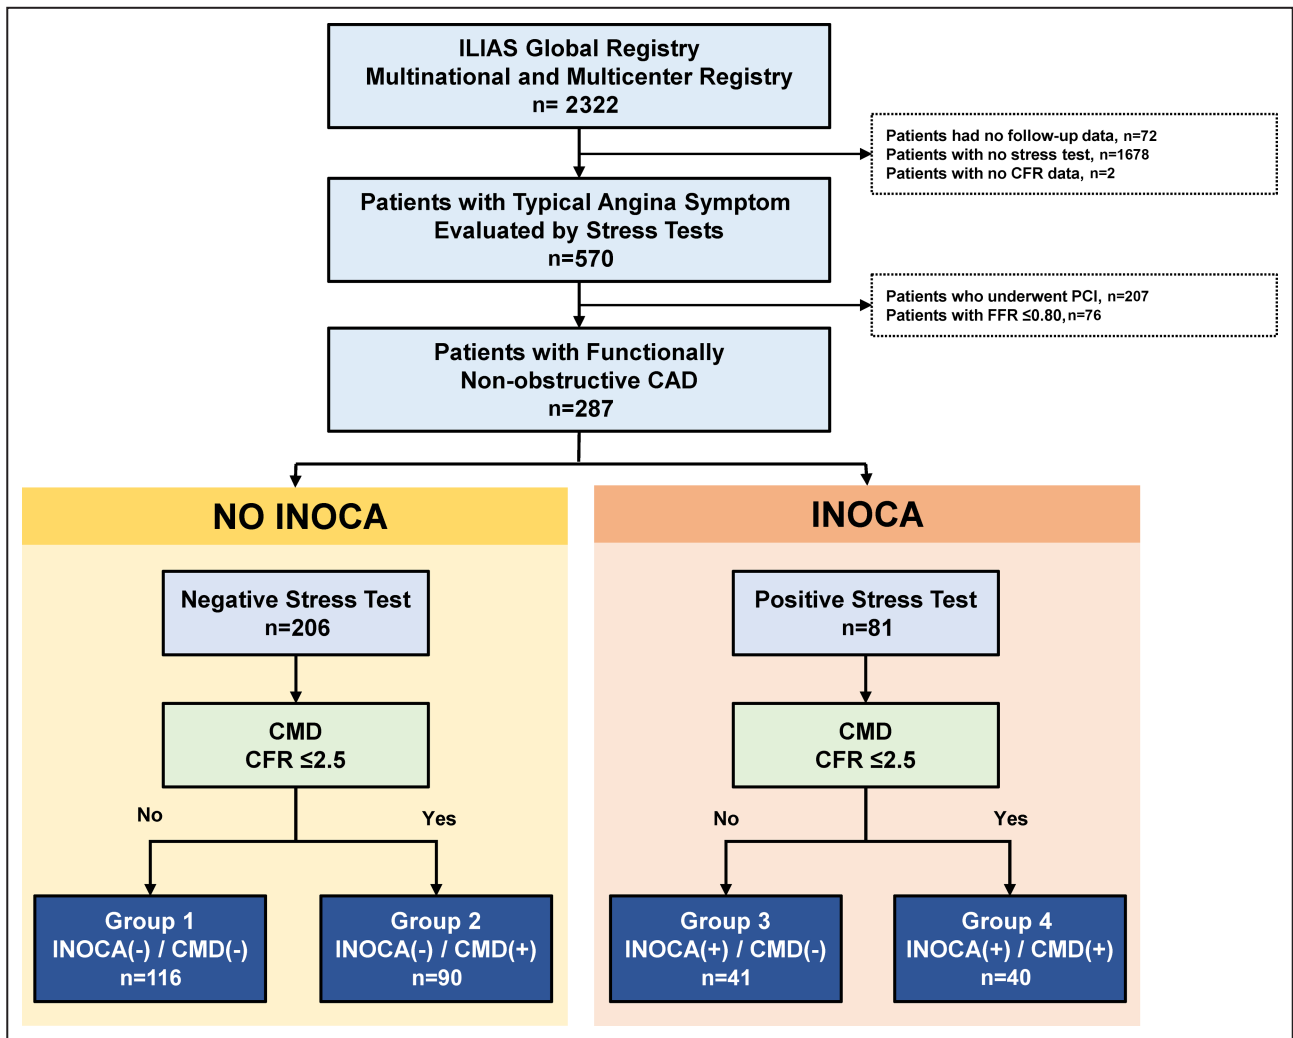 ILIAS Global Registry
Multinational and Multicenter Registry
n= 2322
Patients had no follow-up data, n=72
Patients with no stress test, n=1678
Patients with no CFR data, n=2
Patients with Typical Angina Symptom
Evaluated by Stress Tests
n=570
Patients who underwent PCI, n=207
Patients with FFR ≤0.80, n=76
Patients with Functionally
Non-obstructive CAD
n=287
NO INOCA
Negative Stress Test
n=206
CMD
CFR ≤2.5
No
Yes
Group 1
INOCA(-) / CMD(-)
n=116
Group 2
INOCA(-) / CMD(+)
n=90
INOCA
Positive Stress Test
n=81
CMD
CFR ≤2.5
No
Yes
Group 3
INOCA(+) / CMD(-)
n=41
Group 4
INOCA(+) / CMD(+)
n=40